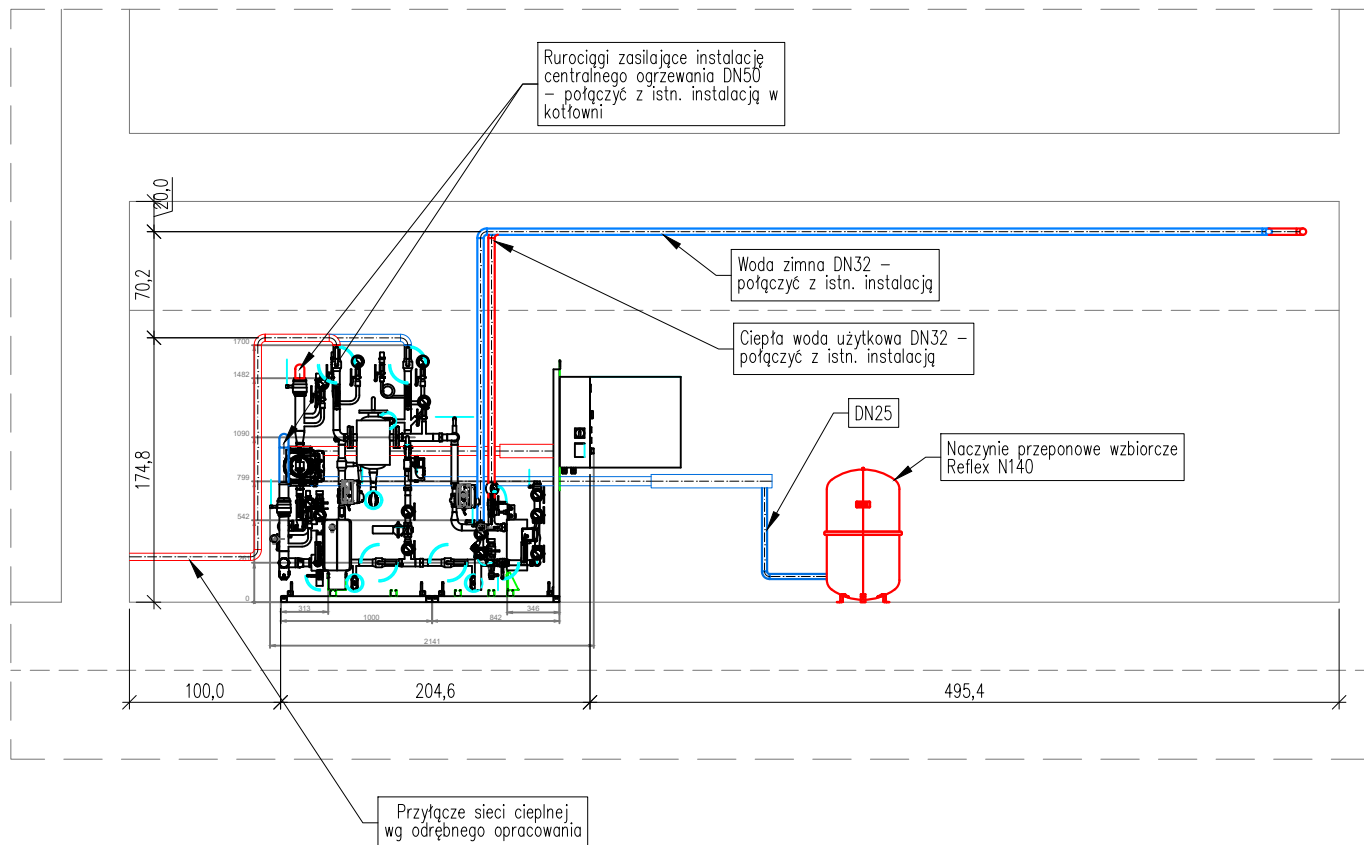 Rurociągi zasilające instalację
centralnego ogrzewania DN50
– połączyć z istn. instalacją w
kotłowni
20,0
70,2
Woda zimna DN32 –
połączyć z istn. instalacją
Ciepła woda użytkowa DN32 –
połączyć z istn. instalacją
1700
1482
DN25
1090
Naczynie przeponowe wzbiorcze
Reflex N140
174,8
799
542
0
313
346
1000
842
2141
100,0
204,6
495,4
Przyłącze sieci cieplnej
wg odrębnego opracowania